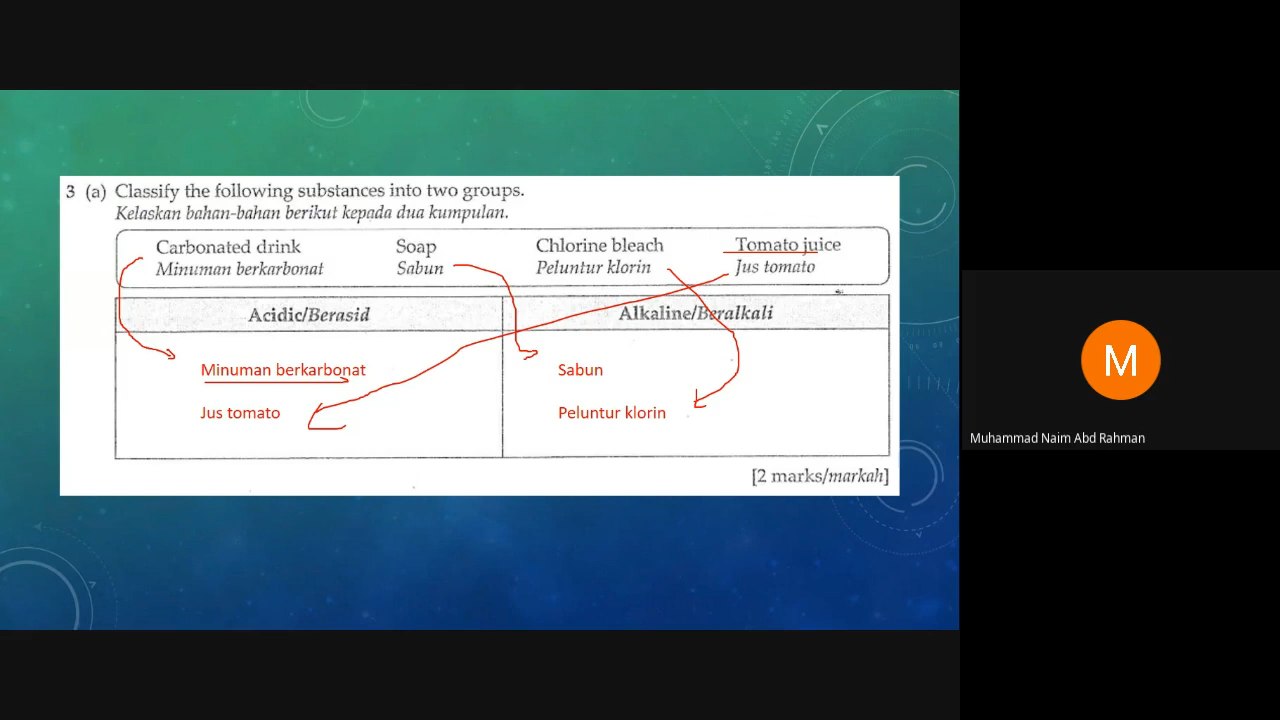 3 (a) Classify the following substances into two groups.
Kelaskan bahan-bahan berikut kepada dua kumpulan.
Carbonated drink Soap Chlorine bleach Tomato juice
Minuman berkarbonat Sabun Peluntur klorin Jus tomato
Acidic/Berasid Alkaline/Beralkali
Minuman berkarbonat Sabun
Jus tomato Peluntur klorin
[2 marks/markah]
M
Muhammad Naim Abd Rahman